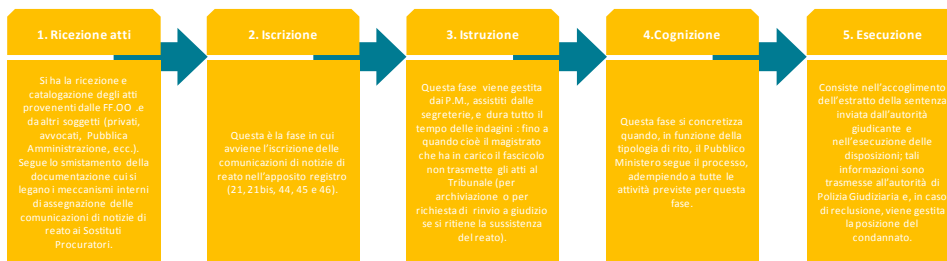 1. Ricezione atti
Si ha la ricezione e
catalogazione degli atti
provenienti dalle FF.OO .e
da altri soggetti (privati,
avvocati, Pubblica
Amministrazione, ecc.).
Segue lo smistamento della
documentazione cui si
legano i meccanismi interni
di assegnazione delle
comunicazioni di notizie di
reato ai Sostituti
Procuratori.
2. Iscrizione
Questa è la fase in cui
avviene l'iscrizione delle
comunicazioni di notizie di
reato nell'apposito registro
(21, 21bis, 44, 45 e 46).
3. Istruzione
Questa fase viene gestita
dai P.M., assistiti dalle
segreterie, e dura tutto il
tempo delle indagini : fino a
quando cioè il magistrato
che ha in carico il fascicolo
non trasmette gli atti al
Tribunale (per
archiviazione o per
richiesta di rinvio a giudizio
se si ritiene la sussistenza
del reato).
4.Cognizione
Questa fase si concretizza
quando, in funzione della
tipologia di rito, il Pubblico
Ministero segue il processo,
adempiendo a tutte le
attività previste per questa
fase.
5. Esecuzione
Consiste nell'accoglimento
dell'estratto della sentenza
inviata dall'autorità
giudicante e
nell'esecuzione delle
disposizioni; tali
informazioni sono
trasmesse all'autorità di
Polizia Giudiziaria e, in caso
di reclusione, viene gestita
la posizione del
condannato.